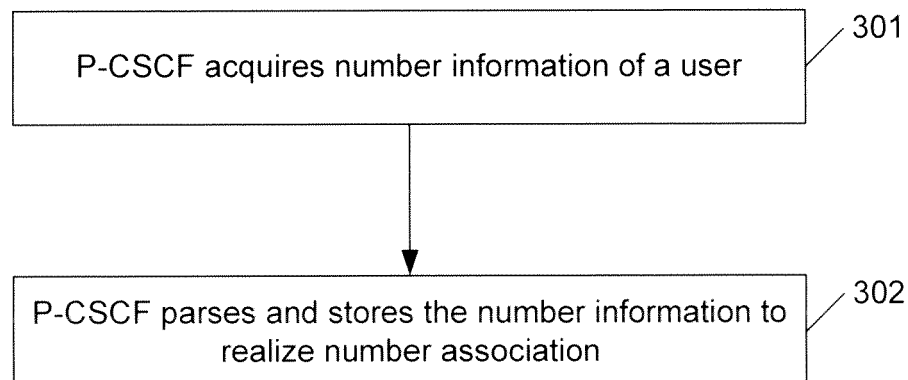 P-CSCF acquires number information of a user
301
P-CSCF parses and stores the number information to
realize number association
302